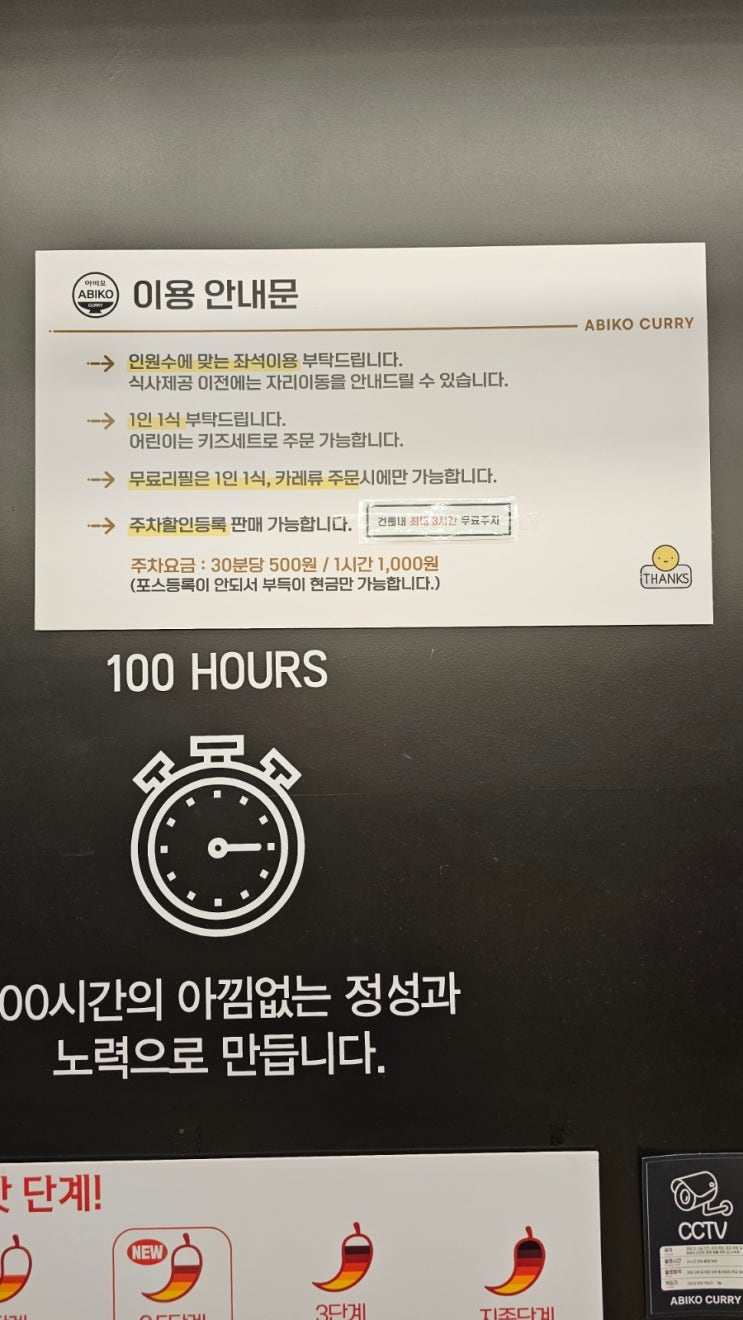 아비꼬
ABIKO
CURRY
이용 안내문
ABIKO CURRY
인원수에 맞는 좌석이용 부탁드립니다.
식사제공 이전에는 자리이동을 안내드릴 수 있습니다.
1인 1식 부탁드립니다.
어린이는 키즈세트로 주문 가능합니다.
무료리필은 1인 1식, 카레류 주문시에만 가능합니다.
주차할인등록 판매 가능합니다. 건물내 최대 3시간 무료주차
주차요금 : 30분당 500원 / 1시간 1,000원
(포스등록이 안되서 부득이 현금만 가능합니다.)
THANKS
100 HOURS
00시간의 아낌없는 정성과
노력으로 만듭니다.
맛 단계!
NEW
단계
3단계
지존단계
CCTV
ABIKO CURRY